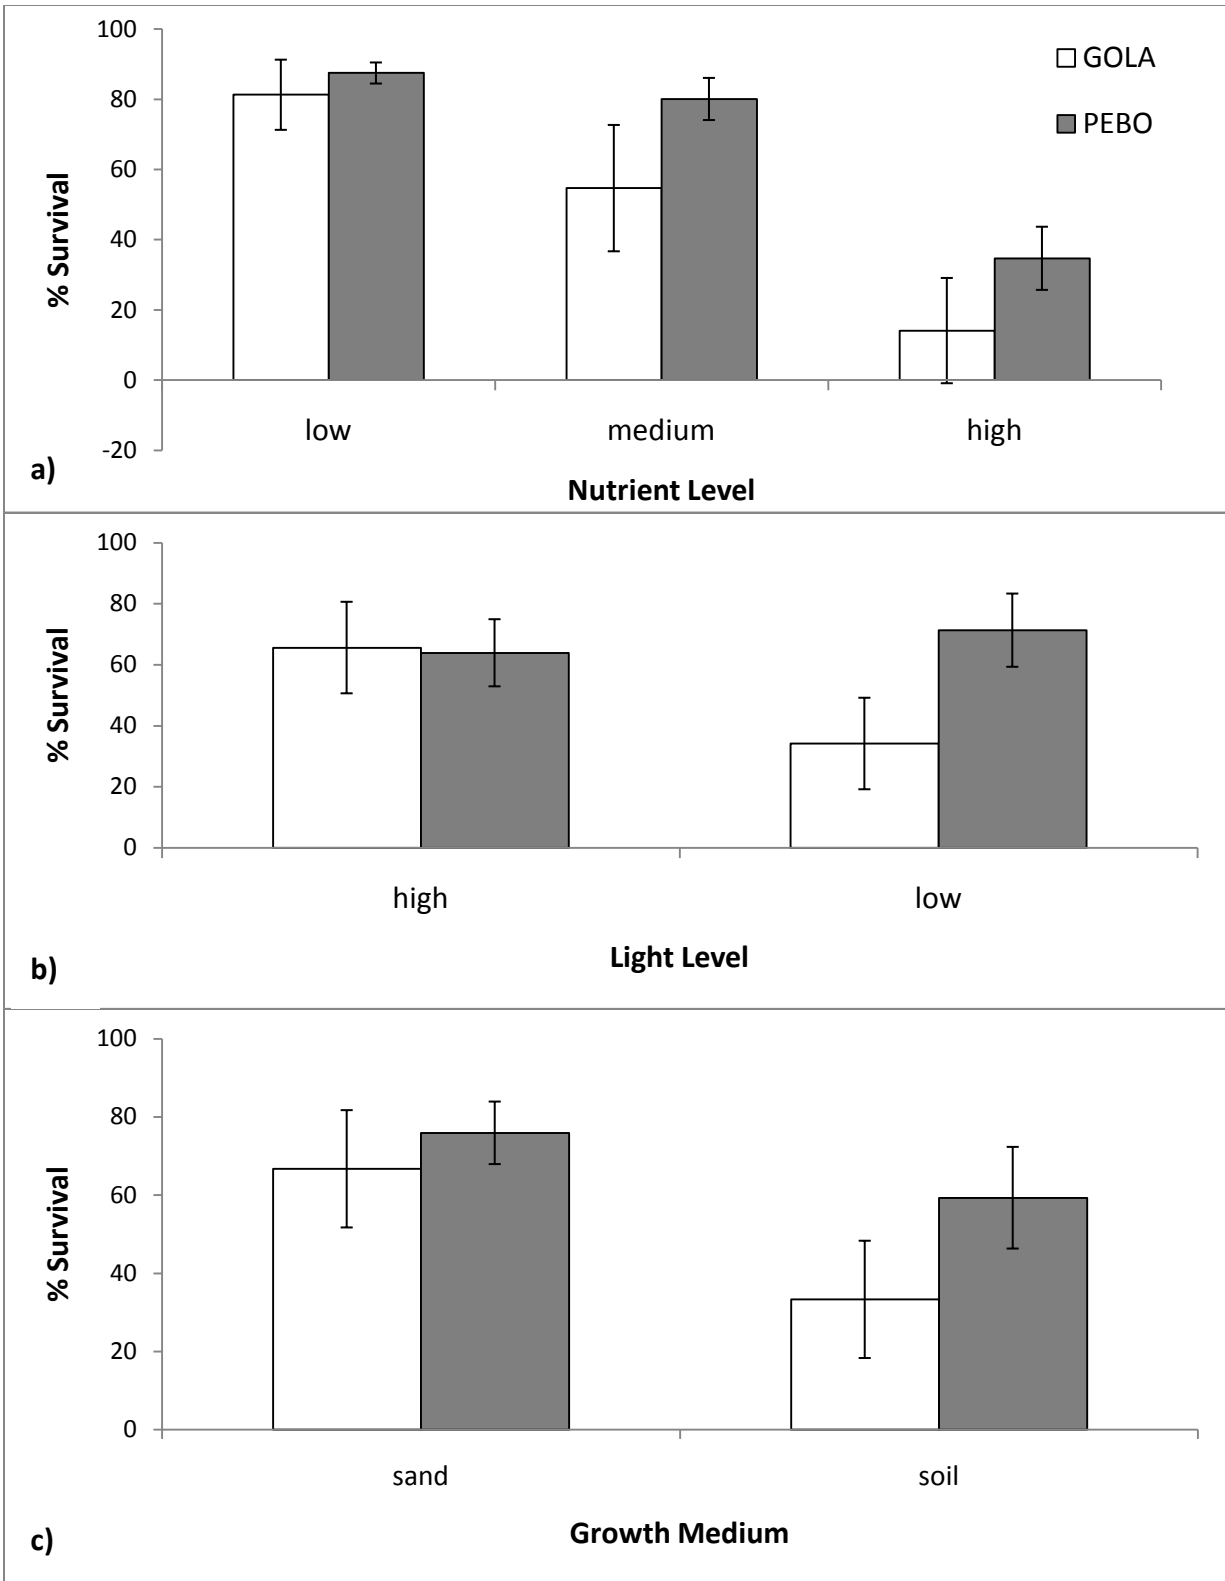 100
80
60
40
20
0
-20
% Survival
GOLA
PEBO
low medium high
a)
Nutrient Level
100
80
60
40
20
0
% Survival
high low
Light Level
b)
100
80
60
40
20
0
% Survival
sand soil
Growth Medium
c)